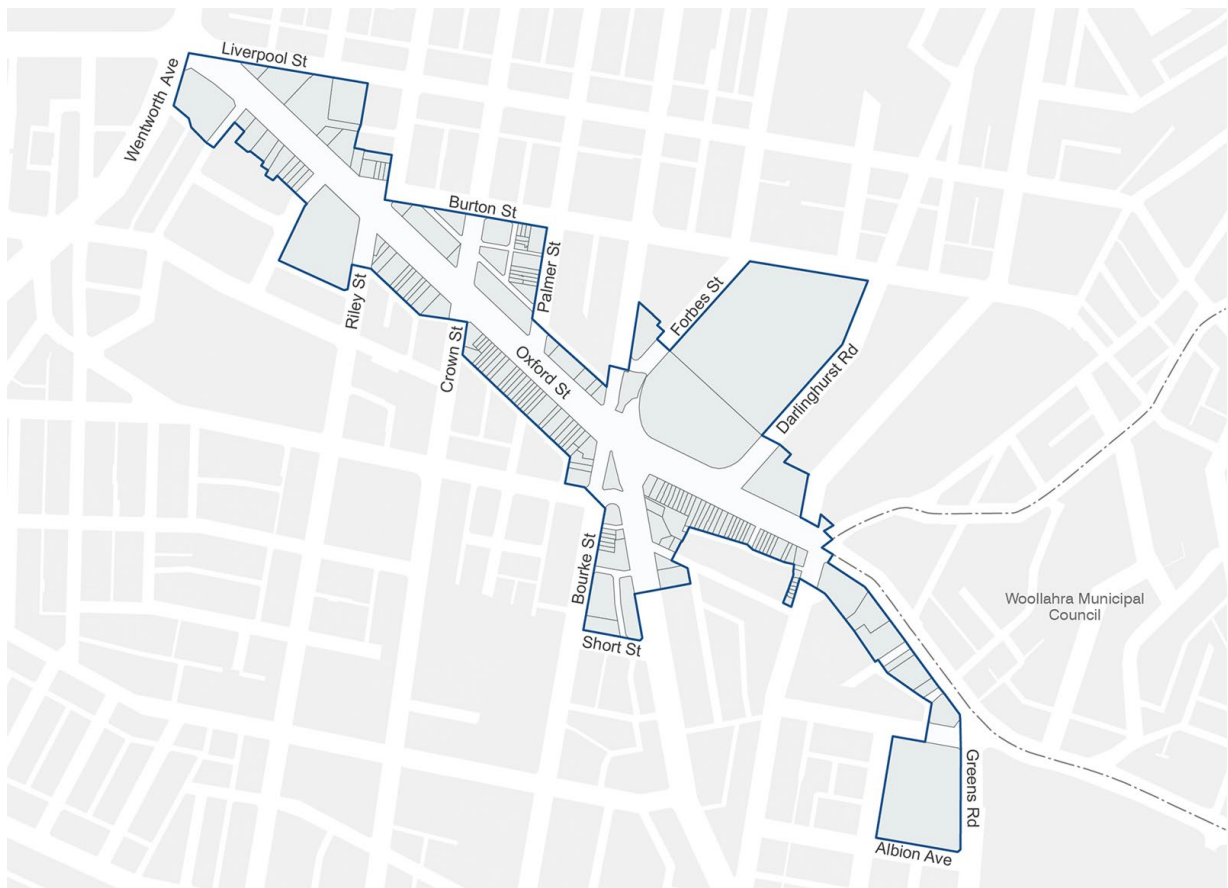 Liverpool St
Wentworth Ave
Burton St
Palmer St
Riley St
Forbes St
Crown St
Oxford St
Darlinghurst Rd
Bourke St
Short St
Woollahra Municipal
Council
Greens Rd
Albion Ave